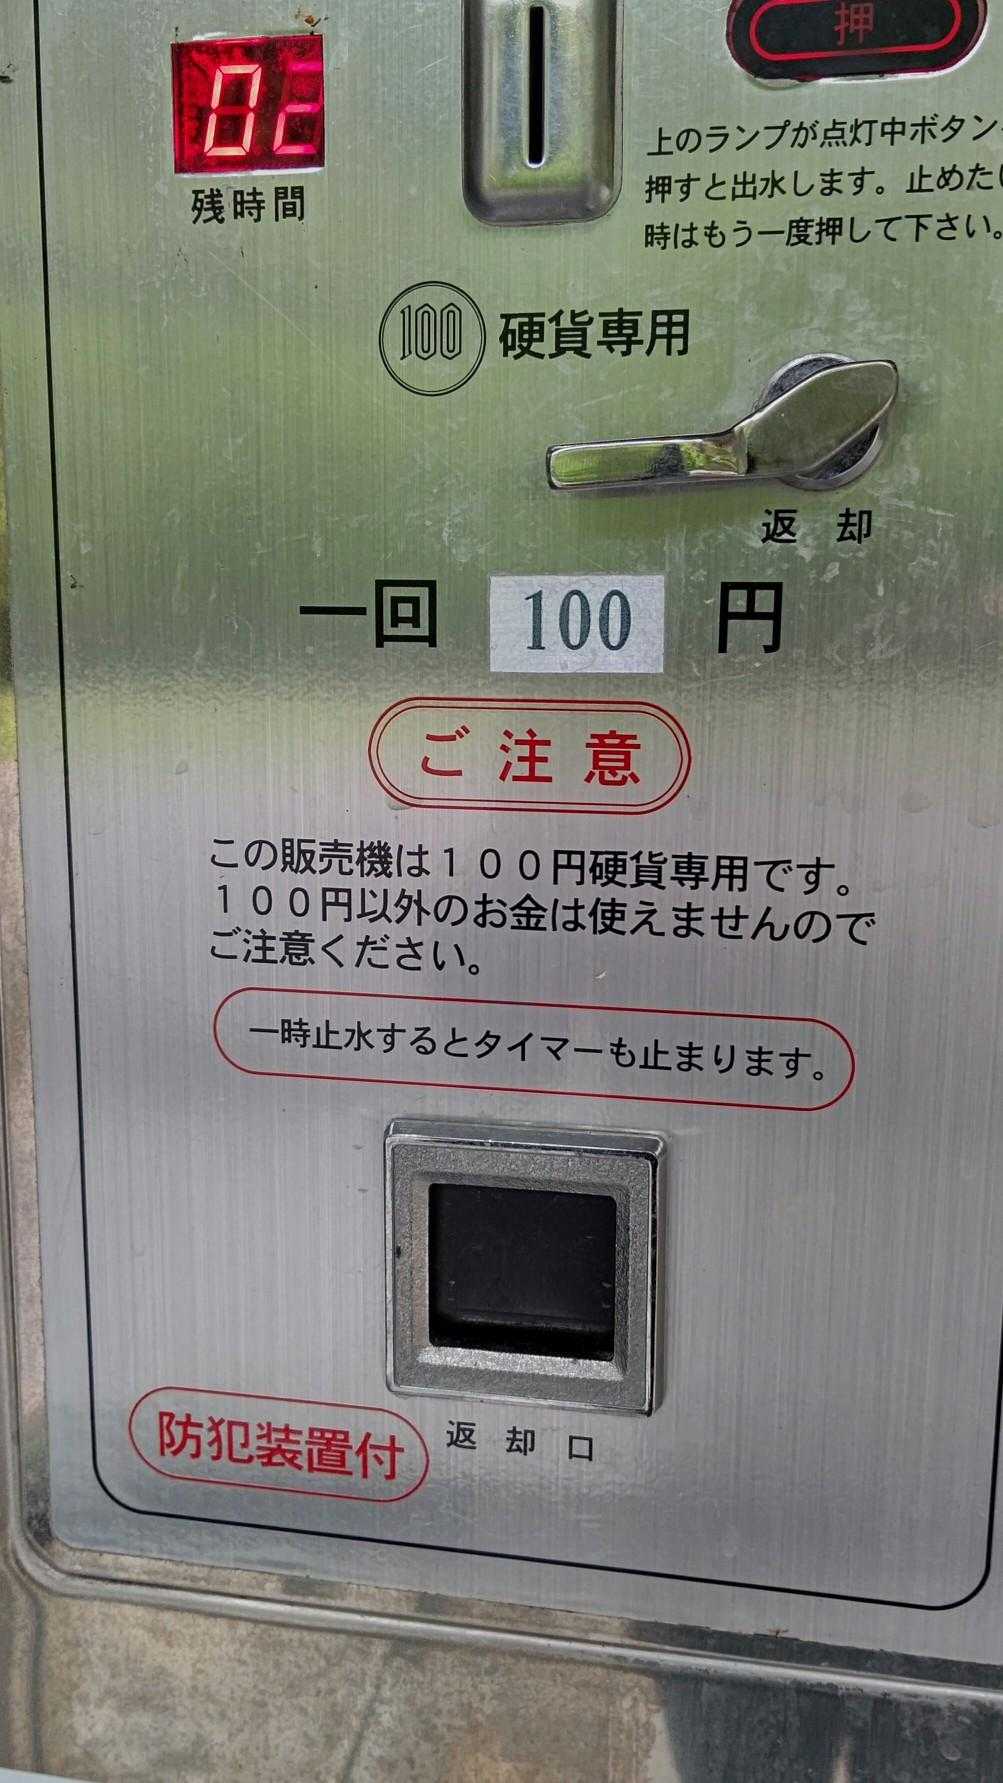 押
残時間
上のランプが点灯中ボタン
押すと出水します。止めたい
時はもう一度押して下さい。
100 硬貨専用
返却
一回 100 円
ご注意
この販売機は１００円硬貨専用です。
１００円以外のお金は使えませんので
ご注意ください。
一時止水するとタイマーも止まります。
防犯装置付
返却口